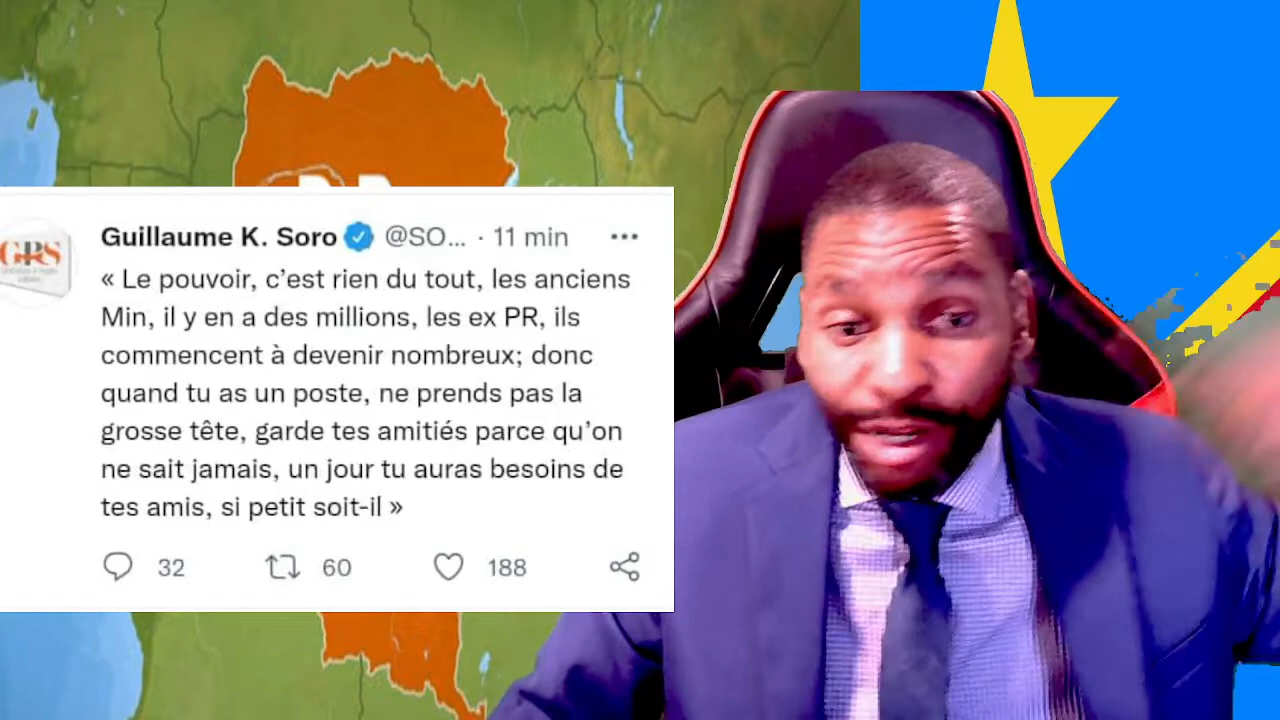 Guillaume K. Soro @SO... · 11 min ...
GRS
« Le pouvoir, c’est rien du tout, les anciens
Min, il y en a des millions, les ex PR, ils
commencent à devenir nombreux; donc
quand tu as un poste, ne prends pas la
grosse tête, garde tes amitiés parce qu’on
ne sait jamais, un jour tu auras besoins de
tes amis, si petit soit-il »
32 60 188